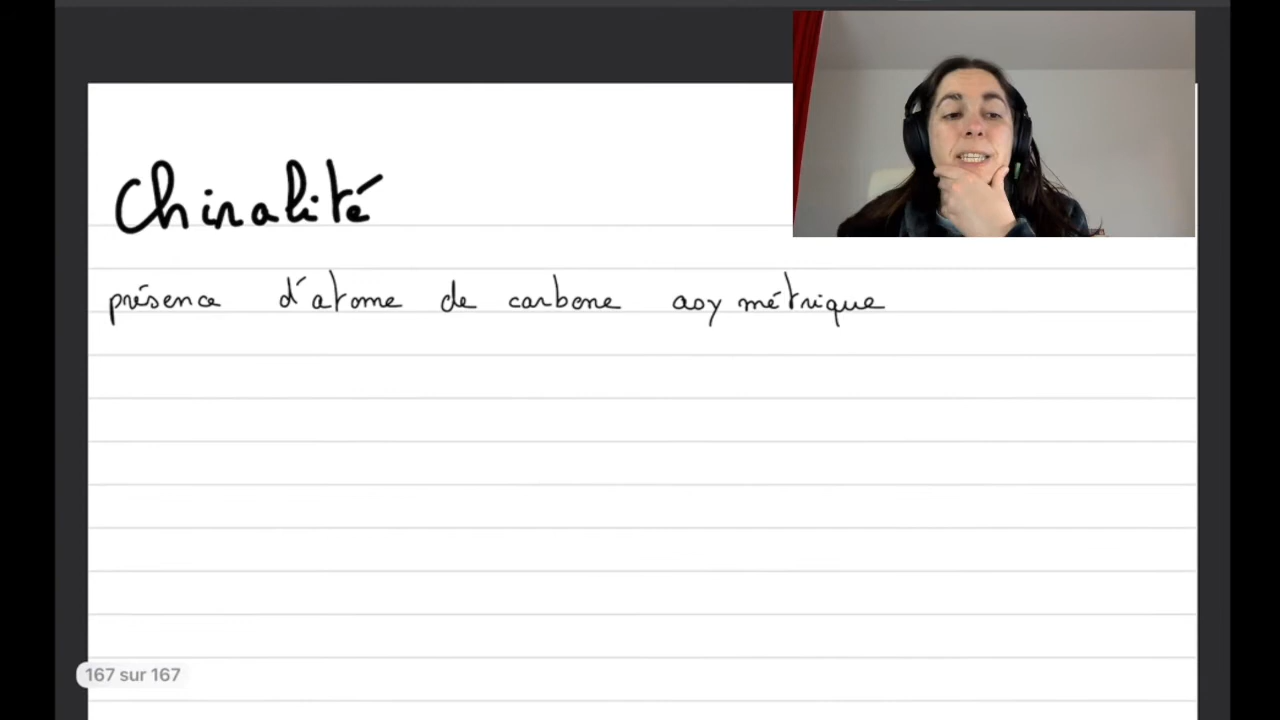 Chiralité
présence d'atome de carbone asymétrique
167 sur 167